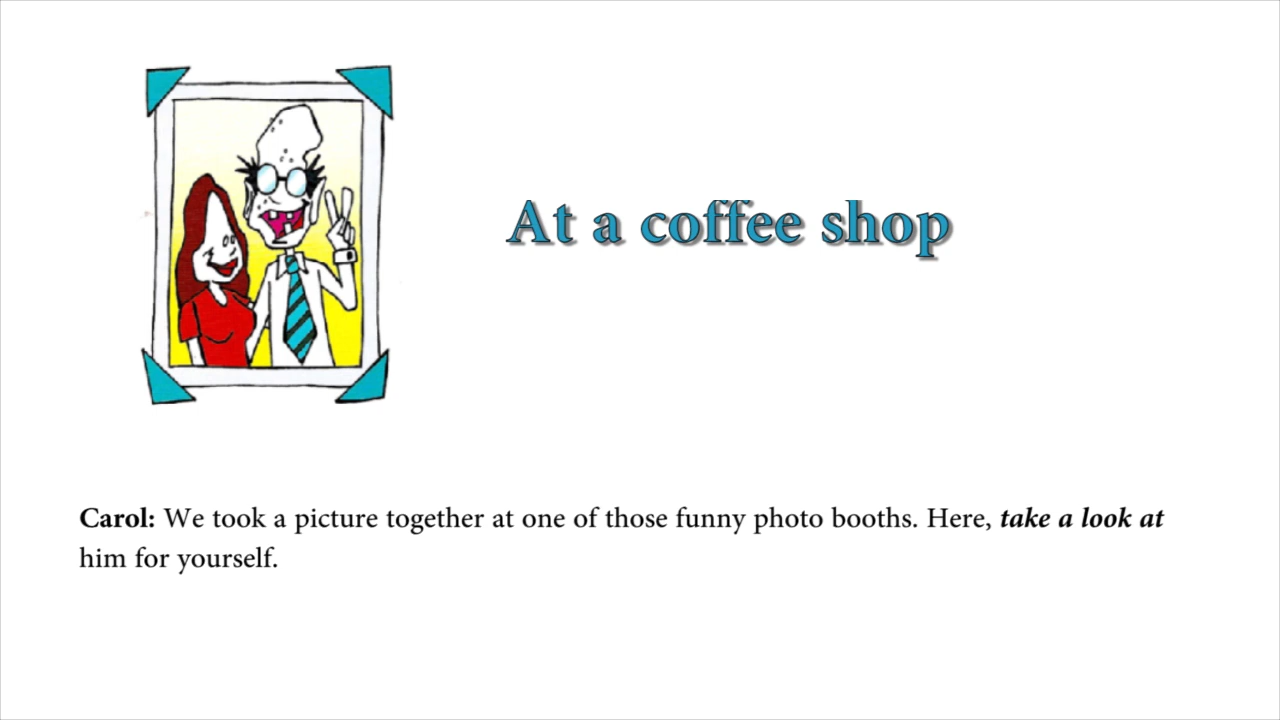 At a coffee shop
Carol: We took a picture together at one of those funny photo booths. Here, take a look at
him for yourself.